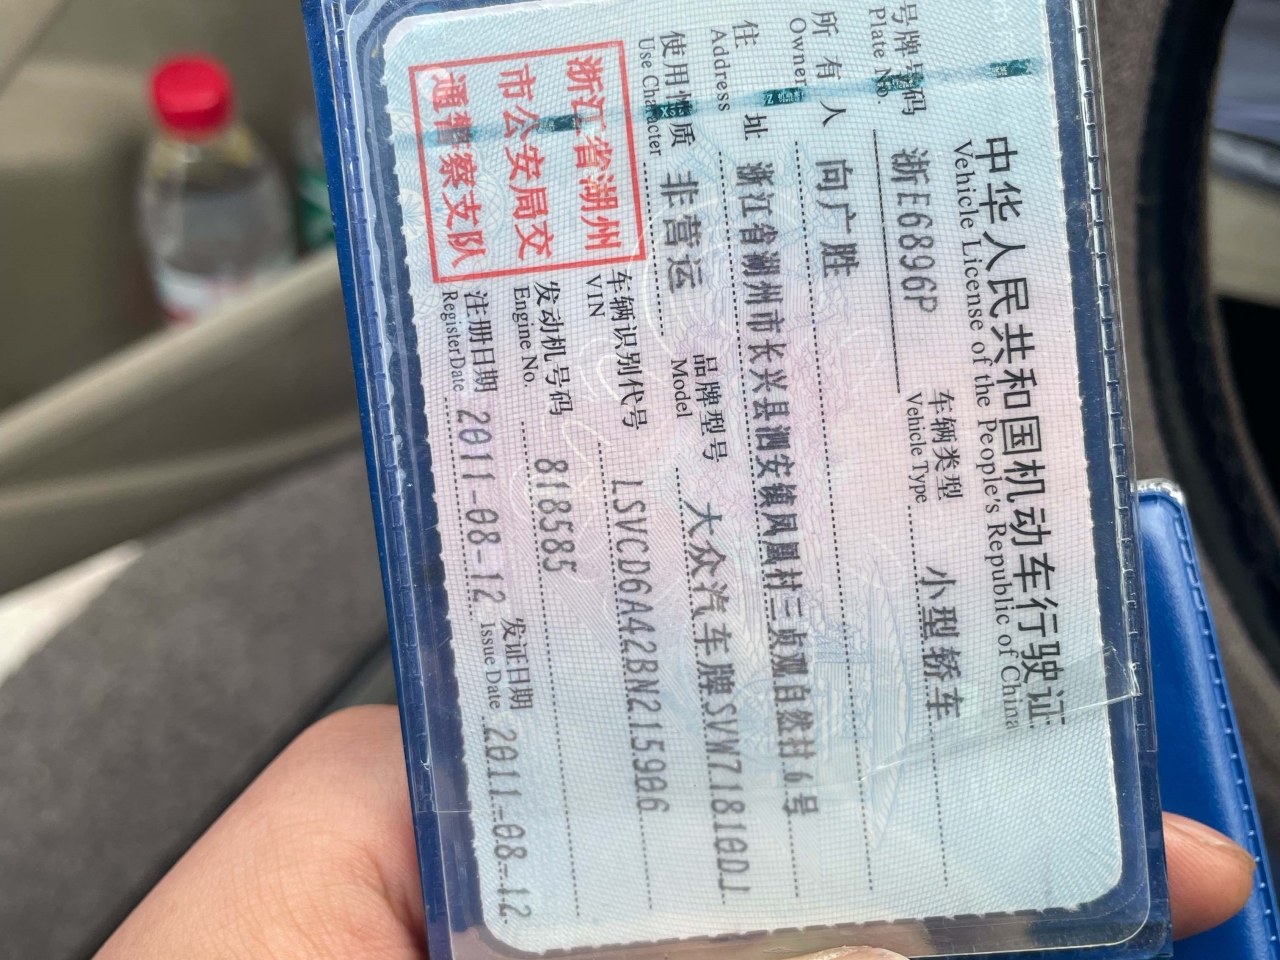 中华人民共和国机动车行驶证
Vehicle License of the People's Republic of China
号牌号码 浙E6896P 车辆类型 小型轿车
Plate No. Vehicle Type
所有人 向广胜
Owner
住址 浙江省湖州市长兴县泗安镇凤凰村三贞观自然村6号
Address
使用性质 非营运 品牌型号 大众汽车牌SVW71810DJ
Use Character Model
浙江省湖州
市公安局交
通警察支队
车辆识别代号 LSVCD6A42BN215906
VIN
发动机号码 818585
Engine No.
注册日期 2011-08-12 发证日期 2011-08-12
Register Date Issue Date